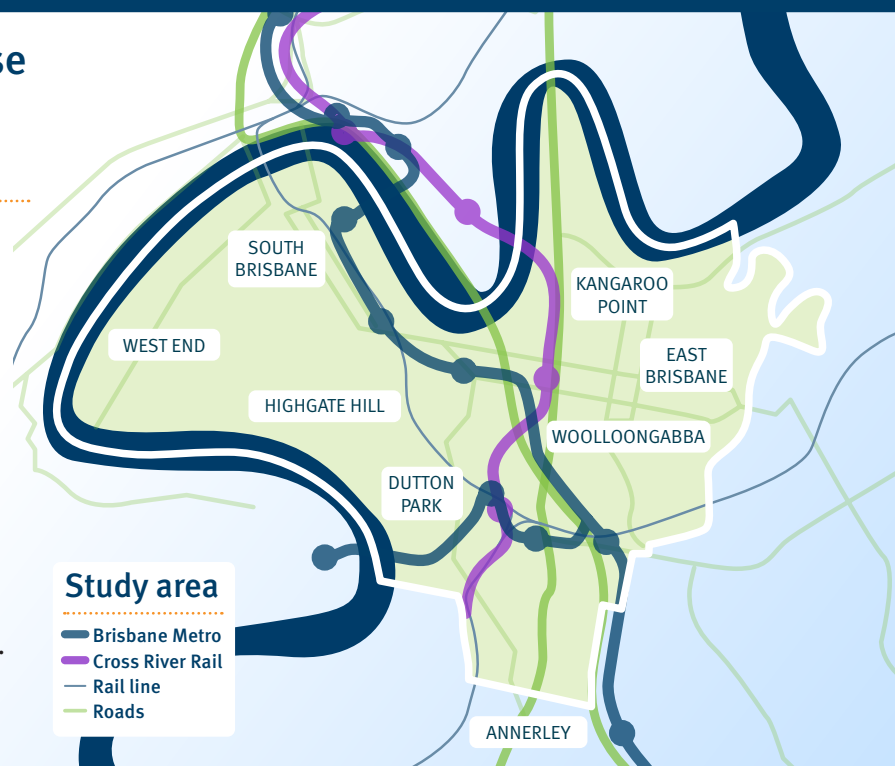 se
SOUTH
BRISBANE
KANGAROO
POINT
WEST END
EAST
BRISBANE
HIGHGATE HILL
WOOLLOONGABBA
DUTTON
PARK
Study area
Brisbane Metro
Cross River Rail
Rail line
Roads
ANNERLEY